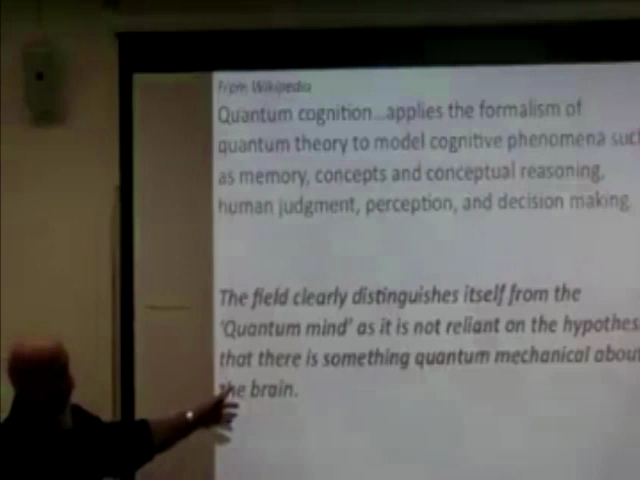 From Wikipedia
Quantum cognition...applies the formalism of
quantum theory to model cognitive phenomena suc
as memory, concepts and conceptual reasoning,
human judgment, perception, and decision making
The field clearly distinguishes itself from the
'Quantum mind' as it is not reliant on the hypothes
that there is something quantum mechanical about
the brain.